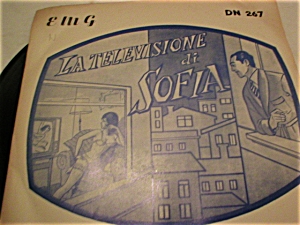 E M G
DN 267
LA TELEVISIONE di
SOFIA